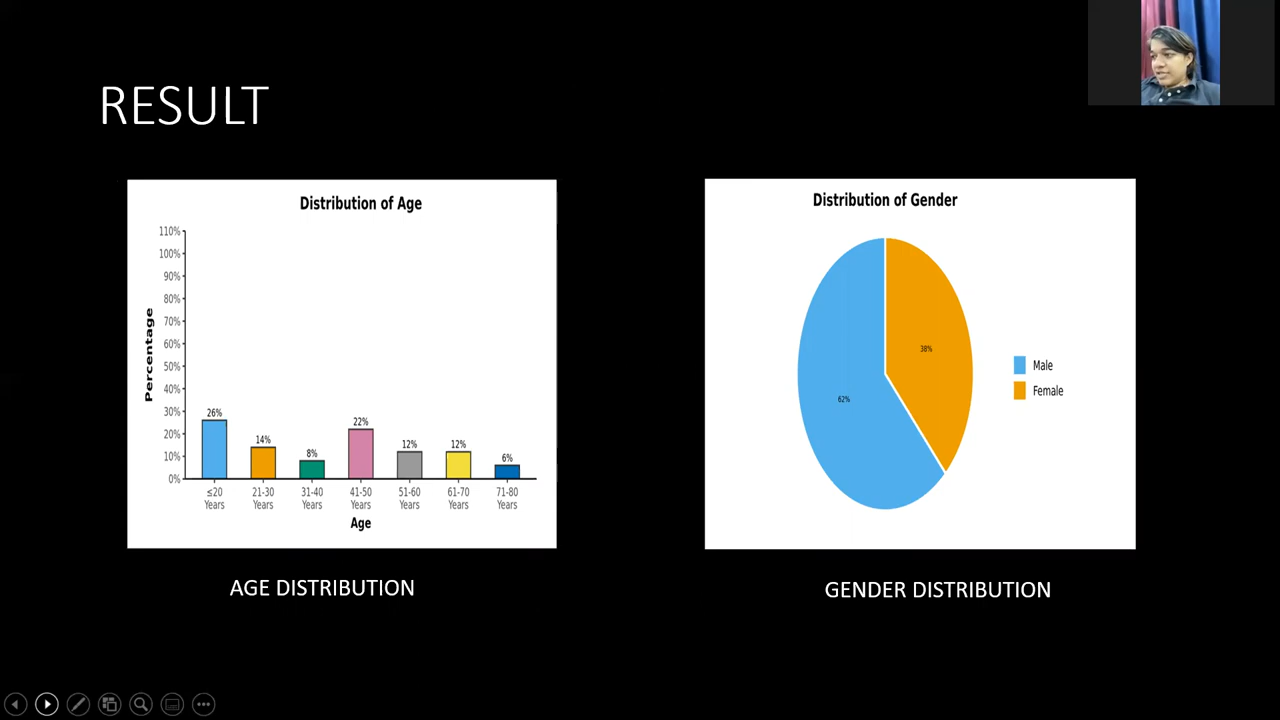 RESULT
Distribution of Age
110%
100%
90%
80%
70%
60%
50%
40%
30%
20%
10%
0%
Percentage
26%
14%
8%
22%
12%
12%
6%
≤20 Years
21-30 Years
31-40 Years
41-50 Years
51-60 Years
61-70 Years
71-80 Years
Age
AGE DISTRIBUTION
Distribution of Gender
38%
62%
Male
Female
GENDER DISTRIBUTION